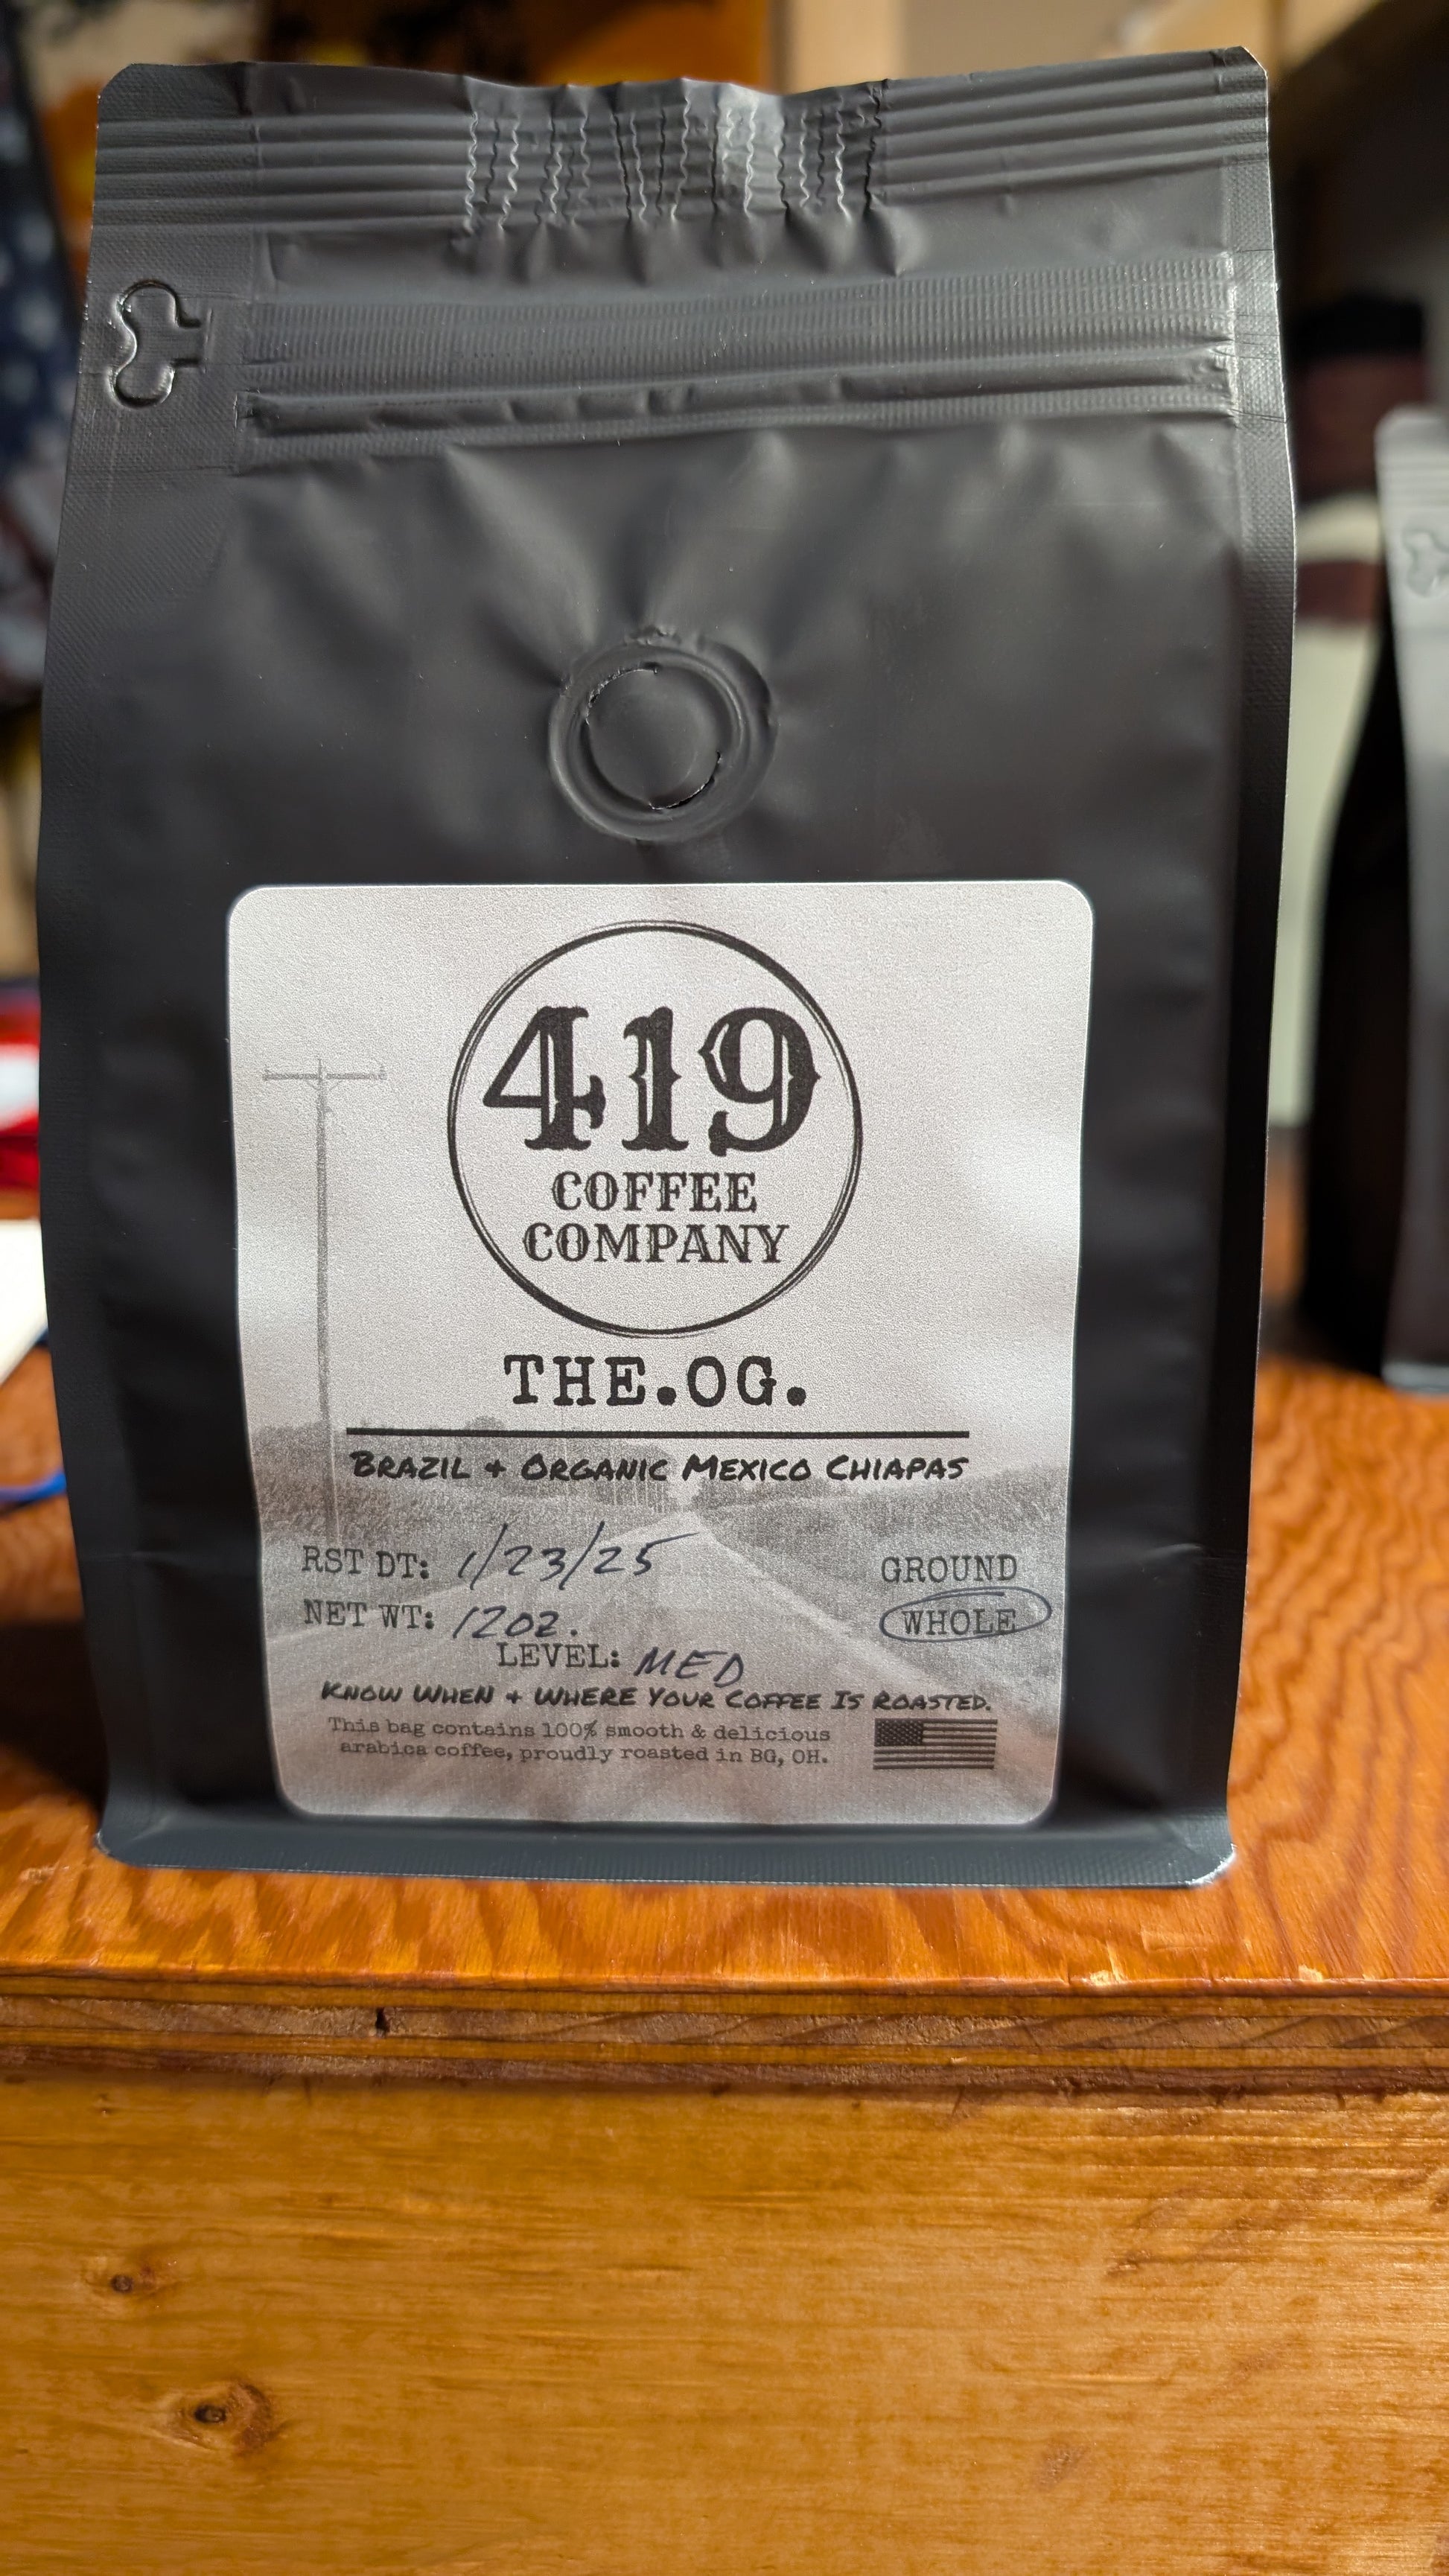 419
COFFEE
COMPANY
THE.OG.
BRAZIL + ORGANIC MEXICO CHIAPAS
RST DT: 1/23/25
GROUND
NET WT: 12oz.
WHOLE
LEVEL: MED
KNOW WHEN + WHERE YOUR COFFEE IS ROASTED.
This bag contains 100% smooth & delicious
arabica coffee, proudly roasted in BG, OH.